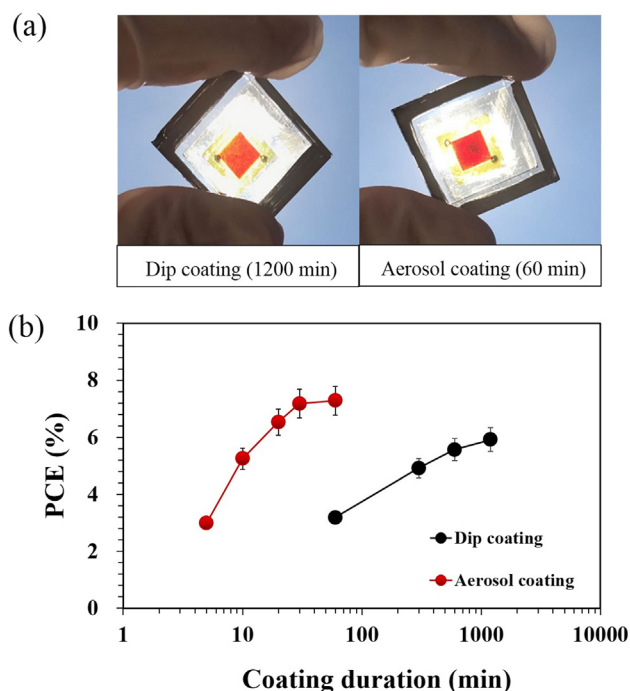 (a)
Dip coating (1200 min)
Aerosol coating (60 min)
(b)
10
8
6
4
2
0
PCE (%)
Dip coating
Aerosol coating
1
10
100
1000
10000
Coating duration (min)